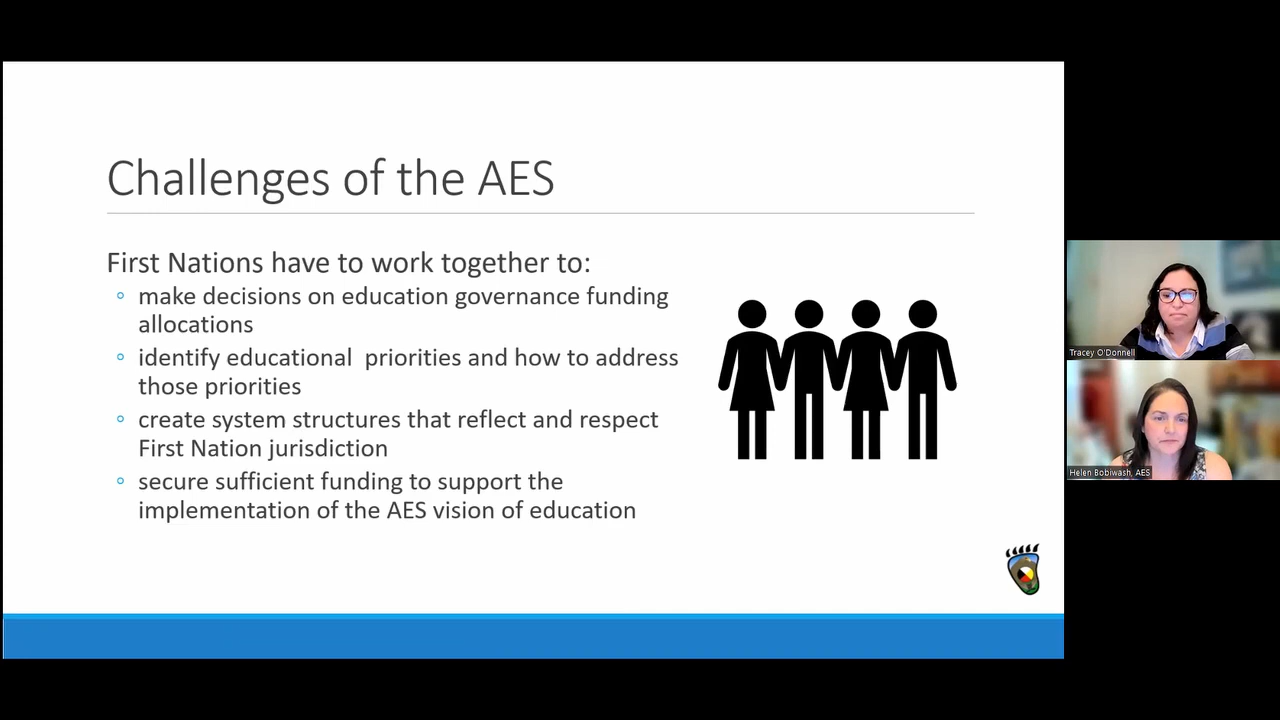 Challenges of the AES
First Nations have to work together to:
make decisions on education governance funding
allocations
identify educational  priorities and how to address
those priorities
create system structures that reflect and respect
First Nation jurisdiction
secure sufficient funding to support the
implementation of the AES vision of education
Tracey O'Donnell
Helen Bobiwash, AES